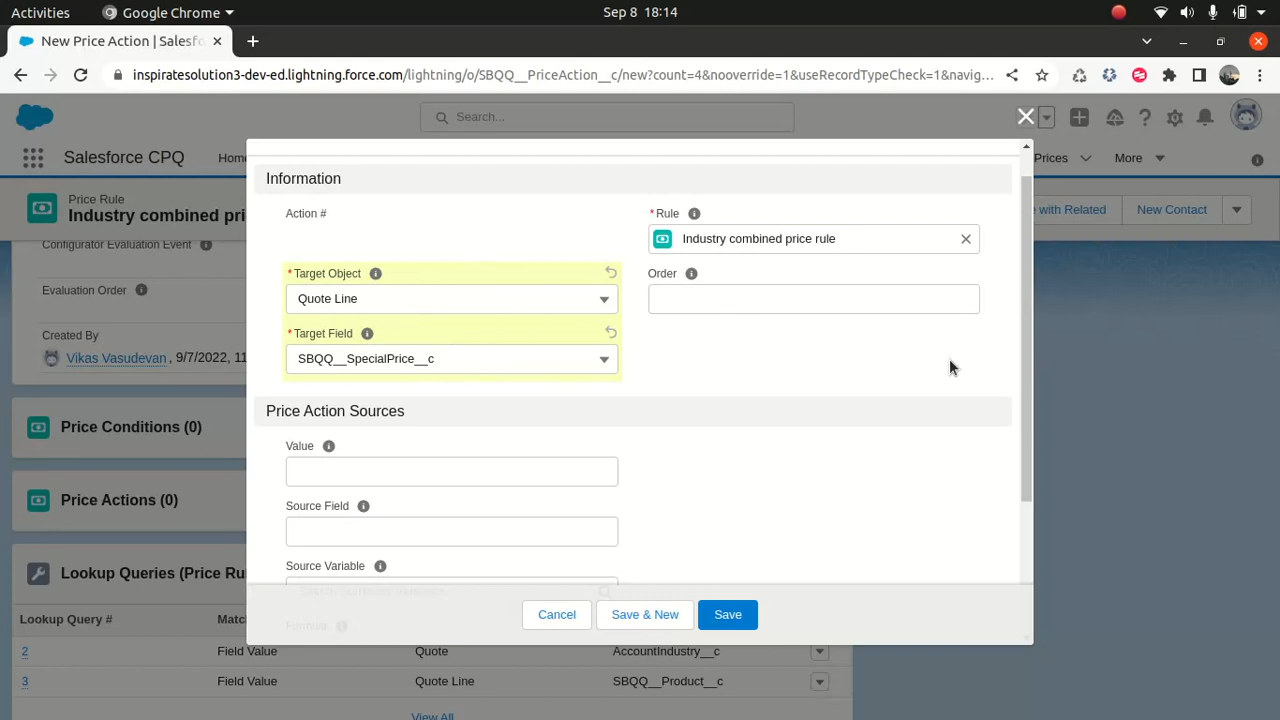 Activities
Google Chrome
Sep 8 18:14
New Price Action | Salesf
inspiratesolution3-dev-ed.lightning.force.com/lightning/o/SBQQ__PriceAction__c/new?count=4&nooverride=1&useRecordTypeCheck=1&navig...
Search...
Salesforce CPQ
Home
Prices
More
Price Rule
Industry combined pri
e with Related
New Contact
Configurator Evaluation Event
Evaluation Order
Created By
Vikas Vasudevan, 9/7/2022, 11
Price Conditions (0)
Price Actions (0)
Lookup Queries (Price Ru
Lookup Query #
Matc
2
Field Value
Quote
AccountIndustry__c
3
Field Value
Quote Line
SBQQ__Product__c
View All
Information
Action #
*Rule
Industry combined price rule
*Target Object
Quote Line
Order
*Target Field
SBQQ__SpecialPrice__c
Price Action Sources
Value
Source Field
Source Variable
Formula
Cancel
Save & New
Save